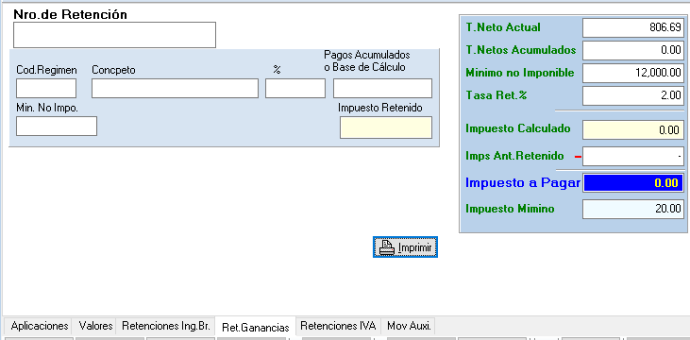 Nro.de Retención
Pagos Acumulados
Cod.Regimen Concpeto % o Base de Cálculo
Min. No Impo. Impuesto Retenido
T.Neto Actual 806.69
T.Netos Acumulados 0.00
Minimo no Imponible 12,000.00
Tasa Ret.% 2.00
Impuesto Calculado 0.00
Imps Ant.Retenido - -
Impuesto a Pagar 0.00
Impuesto Mimino 20.00
Imprimir
Aplicaciones Valores Retenciones Ing.Br. Ret.Ganancias Retenciones IVA Mov Auxi.